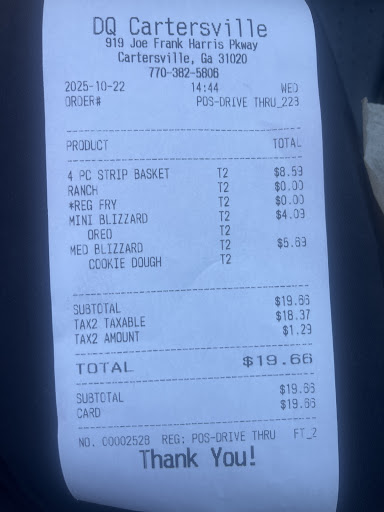 DQ Cartersville
919 Joe Frank Harris Pkway
Cartersville, Ga 31020
770-382-5806
2025-10-22 14:44 WED
ORDER# POS-DRIVE THRU_223
PRODUCT TOTAL
4 PC STRIP BASKET T2 $8.59
RANCH T2 $0.00
*REG FRY T2 $0.00
MINI BLIZZARD T2 $4.09
OREO T2
MED BLIZZARD T2 $5.69
COOKIE DOUGH T2
SUBTOTAL $19.66
TAX2 TAXABLE $18.37
TAX2 AMOUNT $1.29
TOTAL $19.66
SUBTOTAL $19.66
CARD $19.66
NO. 00002528 REG: POS-DRIVE THRU FT_2
Thank You!